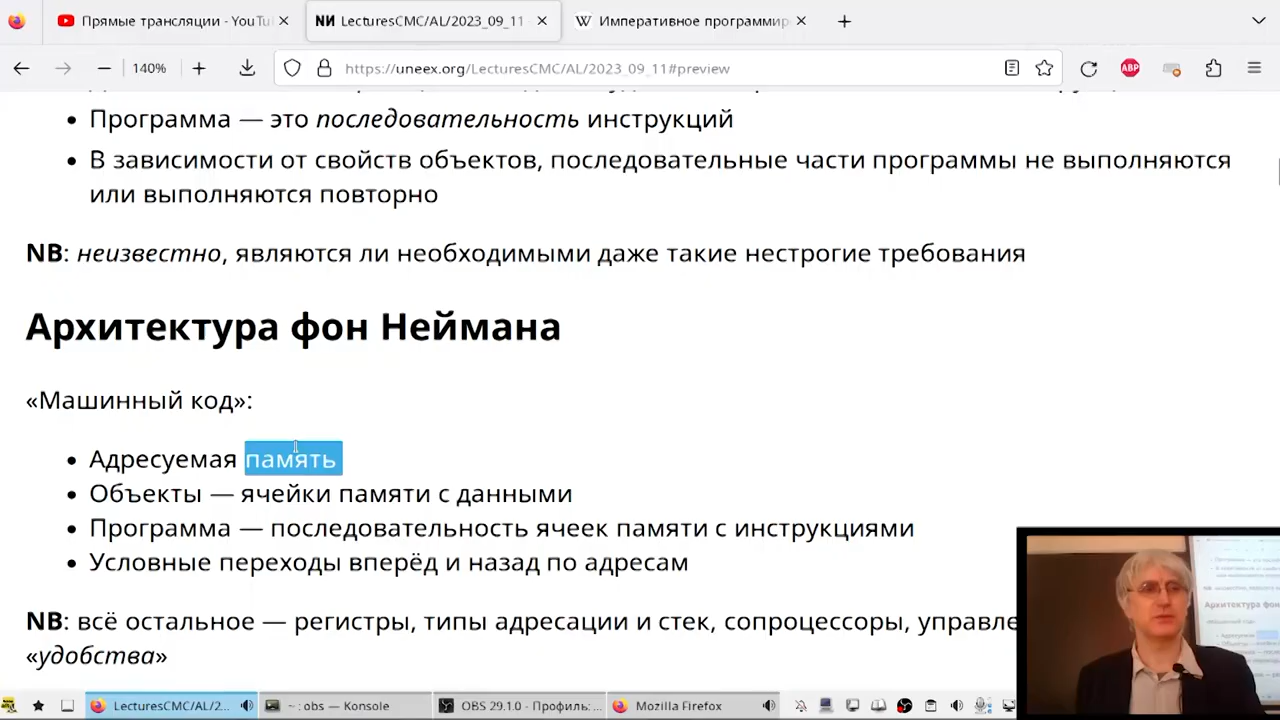 Прямые трансляции - YouTu
LecturesCMC/AL/2023_09_11
Императивное программир
140%
https://uneex.org/LecturesCMC/AL/2023_09_11#preview
ABP
Программа — это последовательность инструкций
В зависимости от свойств объектов, последовательные части программы не выполняются
или выполняются повторно
NB: неизвестно, являются ли необходимыми даже такие нестрогие требования
Архитектура фон Неймана
«Машинный код»:
Адресуемая память
Объекты — ячейки памяти с данными
Программа — последовательность ячеек памяти с инструкциями
Условные переходы вперёд и назад по адресам
NB: всё остальное — регистры, типы адресации и стек, сопроцессоры, управле
«удобства»
LecturesCMC/AL/2...
~ : obs — Konsole
OBS 29.1.0 - Профиль: ...
Mozilla Firefox